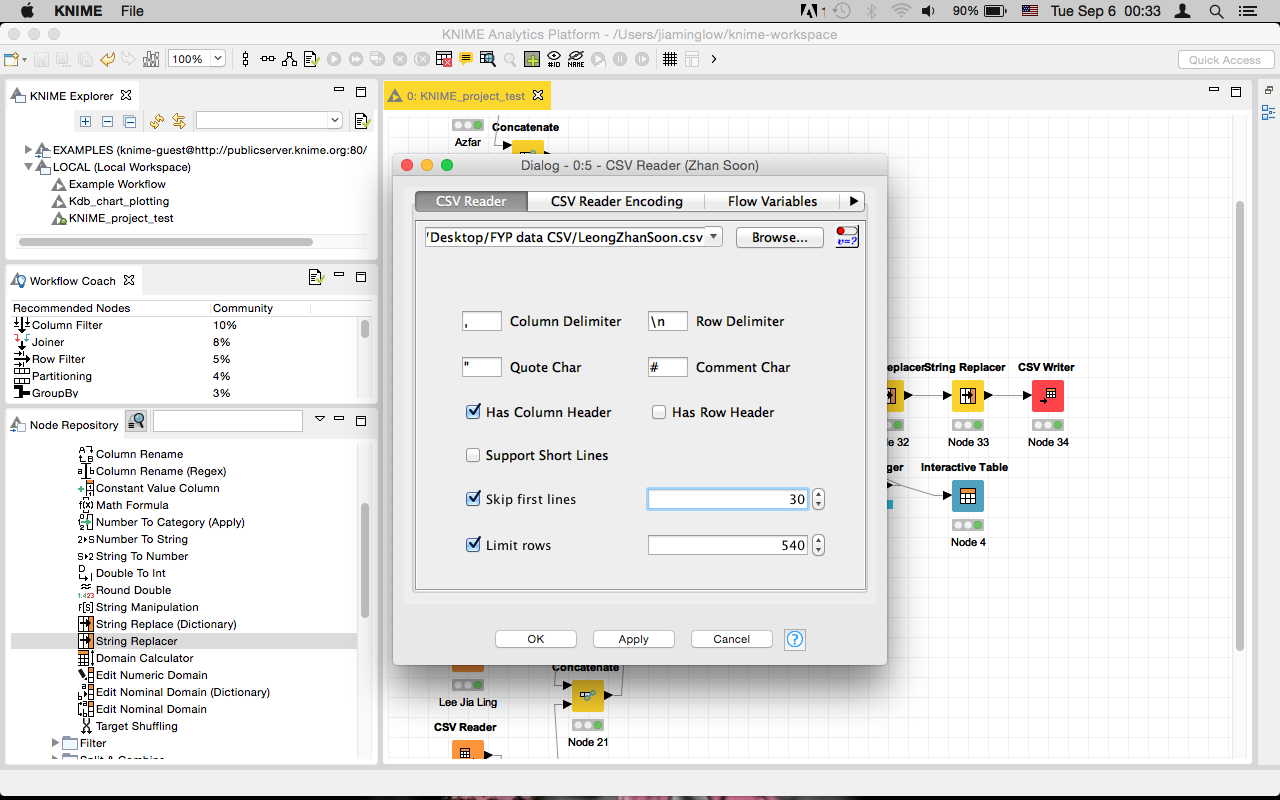 KNIME File 1 90% Tue Sep 6 00:33
KNIME Analytics Platform - /Users/jiaminglow/knime-workspace
100% #ID NAME Quick Access
KNIME Explorer
EXAMPLES (knime-guest@http://publicserver.knime.org:80/
LOCAL (Local Workspace)
Example Workflow
Kdb_chart_plotting
KNIME_project_test
Workflow Coach
Recommended Nodes Community
Column Filter 10%
Joiner 8%
Row Filter 5%
Partitioning 4%
GroupBy 3%
Node Repository
Column Rename
Column Rename (Regex)
Constant Value Column
Math Formula
Number To Category (Apply)
Number To String
String To Number
Double To Int
Round Double
String Manipulation
String Replace (Dictionary)
String Replacer
Domain Calculator
Edit Numeric Domain
Edit Nominal Domain (Dictionary)
Edit Nominal Domain
Target Shuffling
Filter
0: KNIME_project_test
Concatenate
Azfar
Dialog - 0:5 - CSV Reader (Zhan Soon)
CSV Reader CSV Reader Encoding Flow Variables
/Desktop/FYP data CSV/LeongZhanSoon.csv Browse... v=?
, Column Delimiter \n Row Delimiter
" Quote Char # Comment Char
Has Column Header Has Row Header
Support Short Lines
Skip first lines 30
Limit rows 540
OK Apply Cancel ?
eplacer String Replacer CSV Writer
le 32 Node 33 Node 34
ger Interactive Table
Node 4
Concatenate
Lee Jia Ling
CSV Reader
Node 21